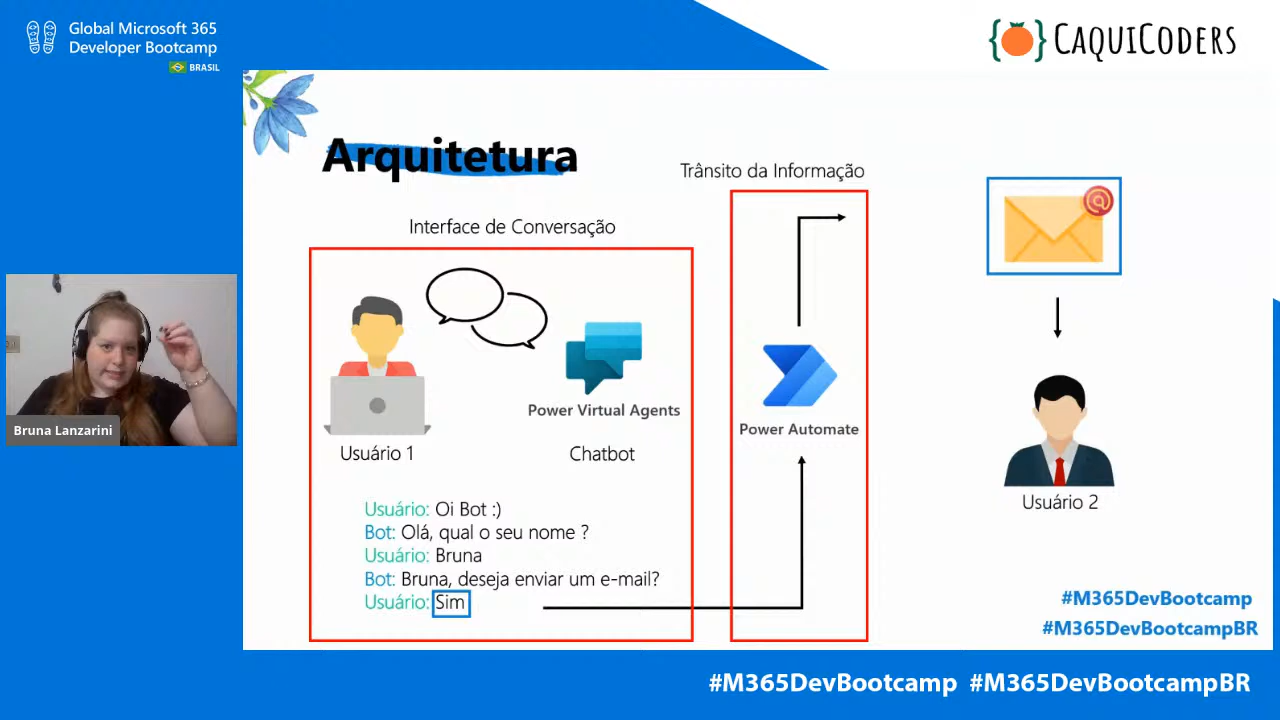 Global Microsoft 365
Developer Bootcamp
BRASIL
CAQUICODERS
Arquitetura
Trânsito da Informação
Interface de Conversação
Power Virtual Agents
Power Automate
Usuário 1
Chatbot
Bruna Lanzarini
Usuário 2
Usuário: Oi Bot :)
Bot: Olá, qual o seu nome ?
Usuário: Bruna
Bot: Bruna, deseja enviar um e-mail?
Usuário: Sim
#M365DevBootcamp
#M365DevBootcampBR
#M365DevBootcamp #M365DevBootcampBR